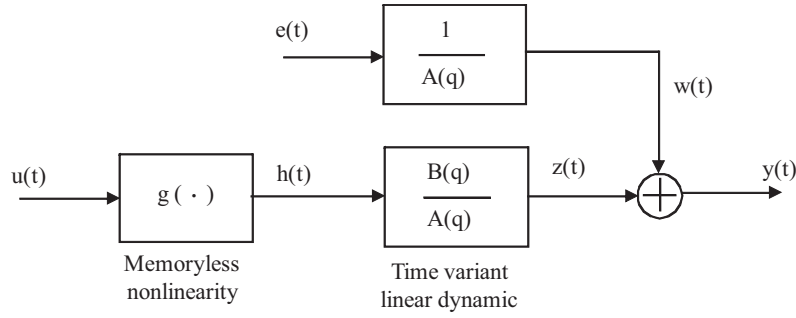 e(t)
1
A(q)
w(t)
u(t)
g ( · )
h(t)
B(q)
A(q)
z(t)
y(t)
Memoryless
nonlinearity
Time variant
linear dynamic